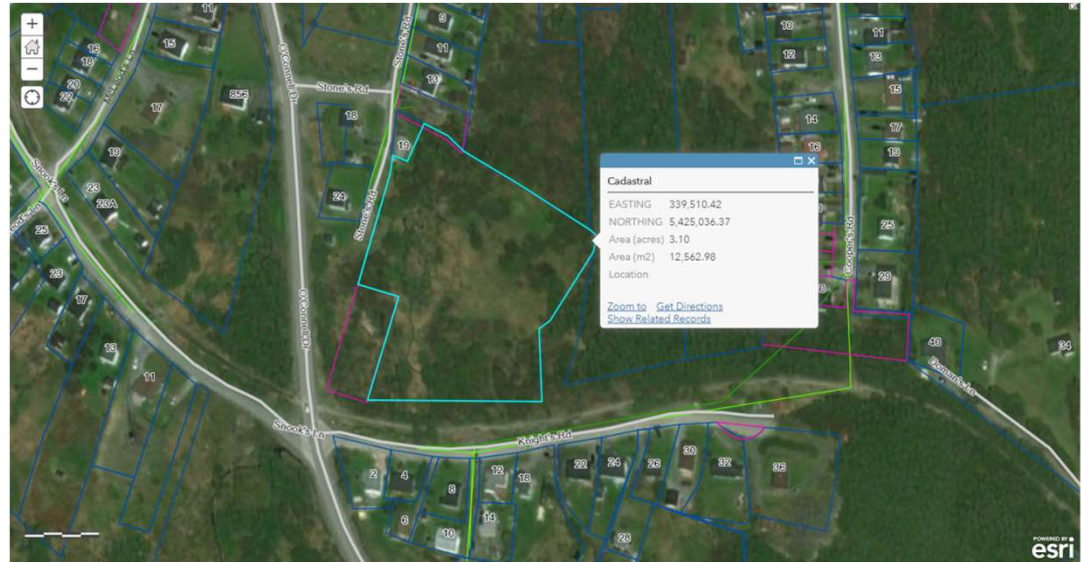 +
−
11
16
18
20
22
15
17
856
19
23
23A
25
23
17
13
11
O'Connell Dr
Stone's Rd
Stone's Rd
9
11
13
18
24
19
Stone's Rd
Snook's Ln
O'Connell Dr
10
12
14
16
11
13
15
17
19
25
29
Cooper's Rd
40
34
Doman's Ln
Cadastral
EASTING 339,510.42
NORTHING 5,425,036.37
Area (acres) 3.10
Area (m2) 12,562.98
Location
Zoom to Get Directions
Show Related Records
Snook's Ln
Knight's Rd
2
4
6
8
10
12
14
18
22
24
26
28
30
32
36
POWERED BY
esri